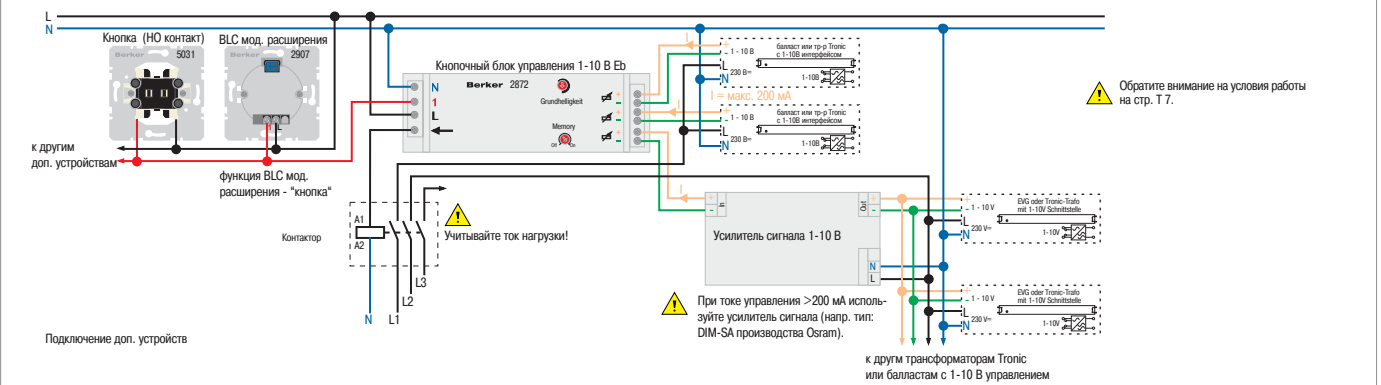 L
N
Кнопка (НО контакт)
Berker 5031
BLC мод. расширения
Berker 2907
1 L
Кнопочный блок управления 1-10 В Eb
N
1
L
Berker 2872
Grundhelligkeit
Memory
Off On
+
-
+
-
+
-
I
I
I
I = макс. 200 мА
+
- 1 - 10 В
L
230 В=
N
балласт или тр-р Tronic
с 1-10В интерфейсом
1-10В
+
- 1 - 10 В
L
230 В=
N
балласт или тр-р Tronic
с 1-10В интерфейсом
1-10В
Обратите внимание на условия работы
на стр. Т 7.
к другим
доп. устройствам
функция BLC мод.
расширения - "кнопка"
Контактор
A1
A2
Учитывайте ток нагрузки!
L3
L2
L1
N
+
-
In
Out
+
-
Усилитель сигнала 1-10 В
N
L
+
- 1 - 10 V
L
230 V=
N
EVG oder Tronic-Trafo
mit 1-10V Schnittstelle
1-10V
+
- 1 - 10 V
L
230 V=
N
EVG oder Tronic-Trafo
mit 1-10V Schnittstelle
1-10V
При токе управления >200 мА исполь-
зуйте усилитель сигнала (напр. тип:
DIM-SA производства Osram).
Подключение доп. устройств
к другм трансформаторам Tronic
или балластам с 1-10 В управлением